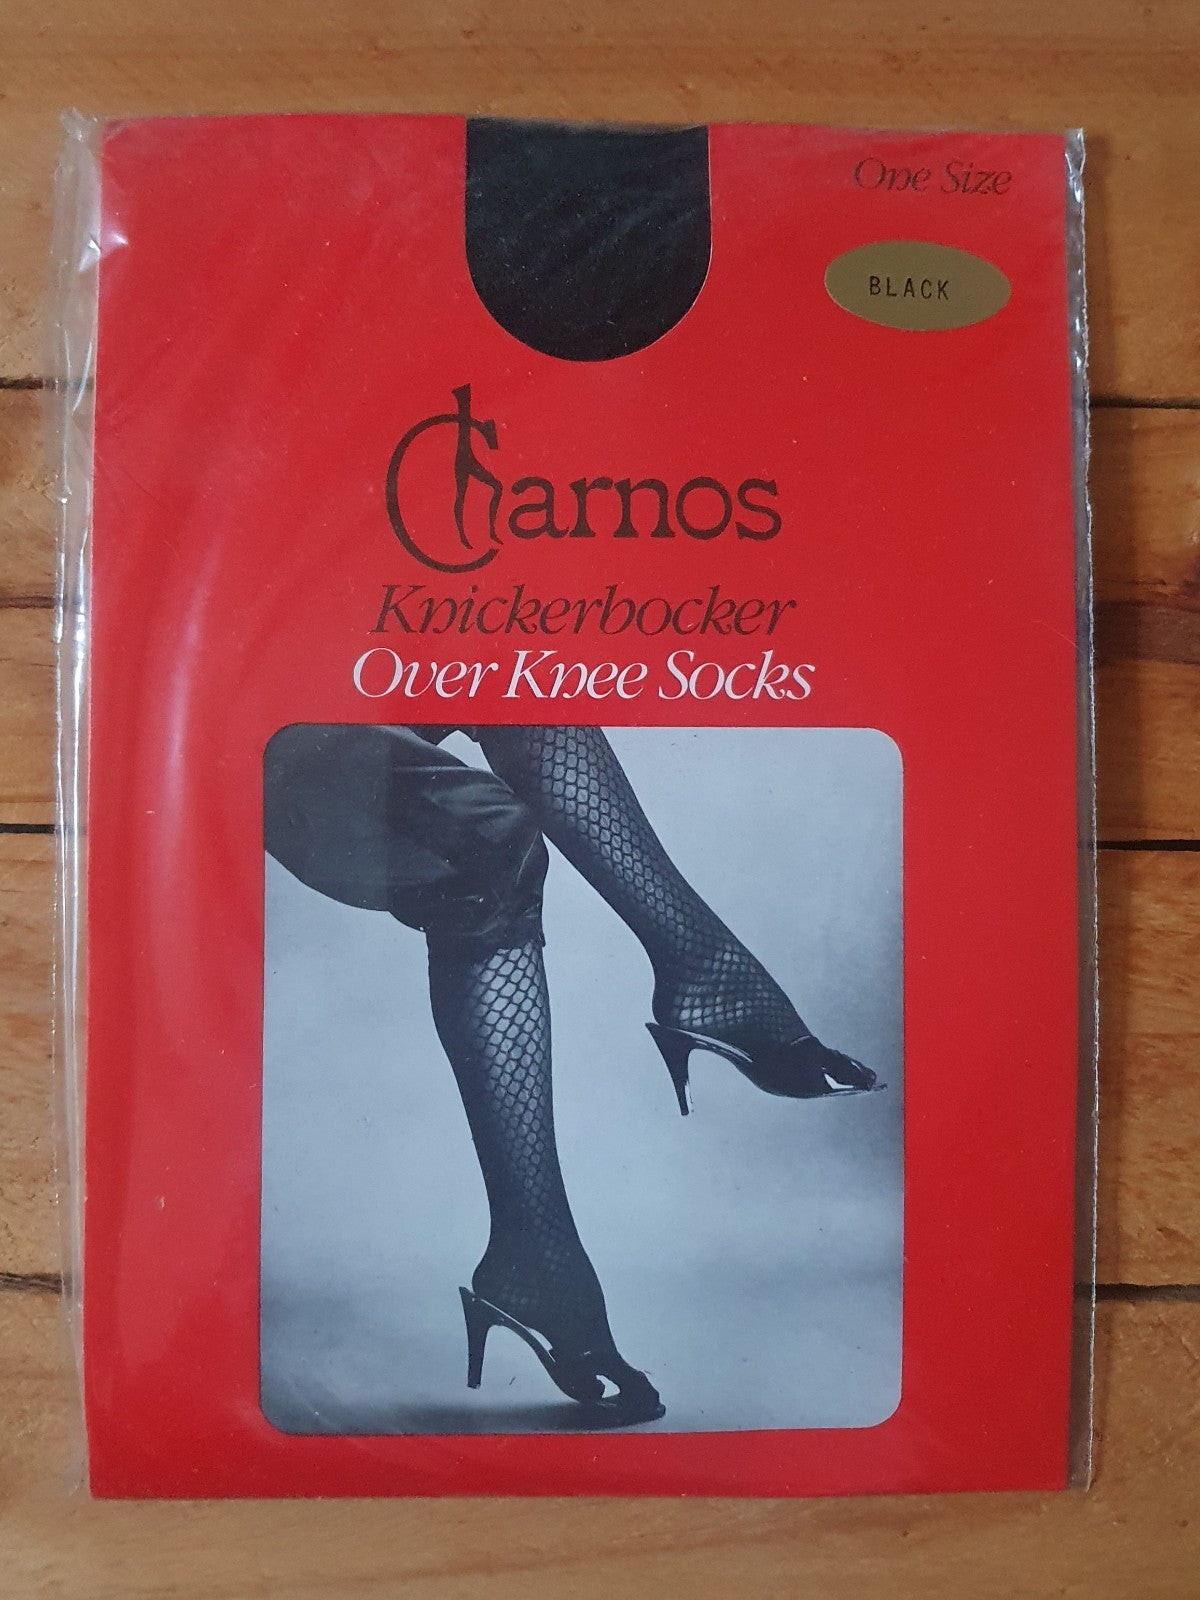 One Size
BLACK
Charnos
Knickerbocker
Over Knee Socks